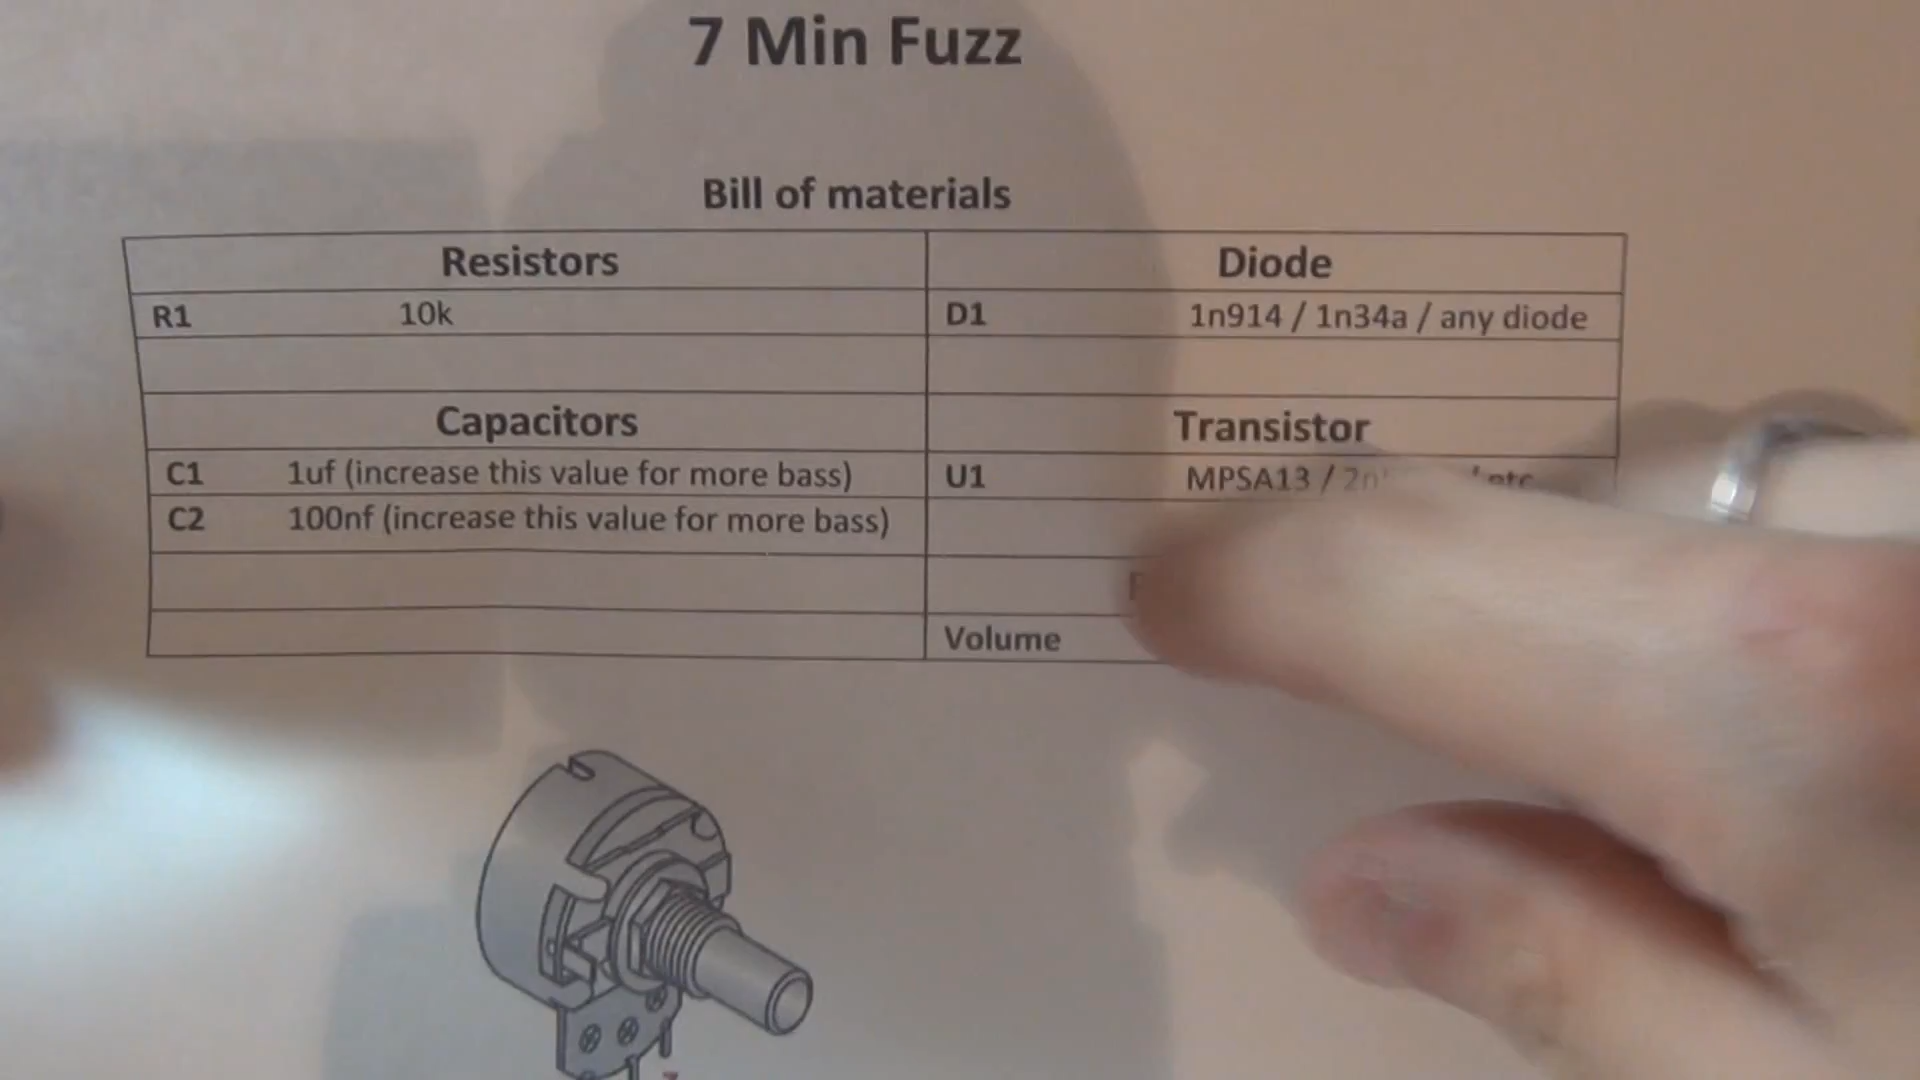 7 Min Fuzz
Bill of materials
Resistors
Diode
R1 10k
D1 1n914 / 1n34a / any diode
Capacitors
Transistor
C1 1uf (increase this value for more bass)
U1 MPSA13 / etc
C2 100nf (increase this value for more bass)
Volume